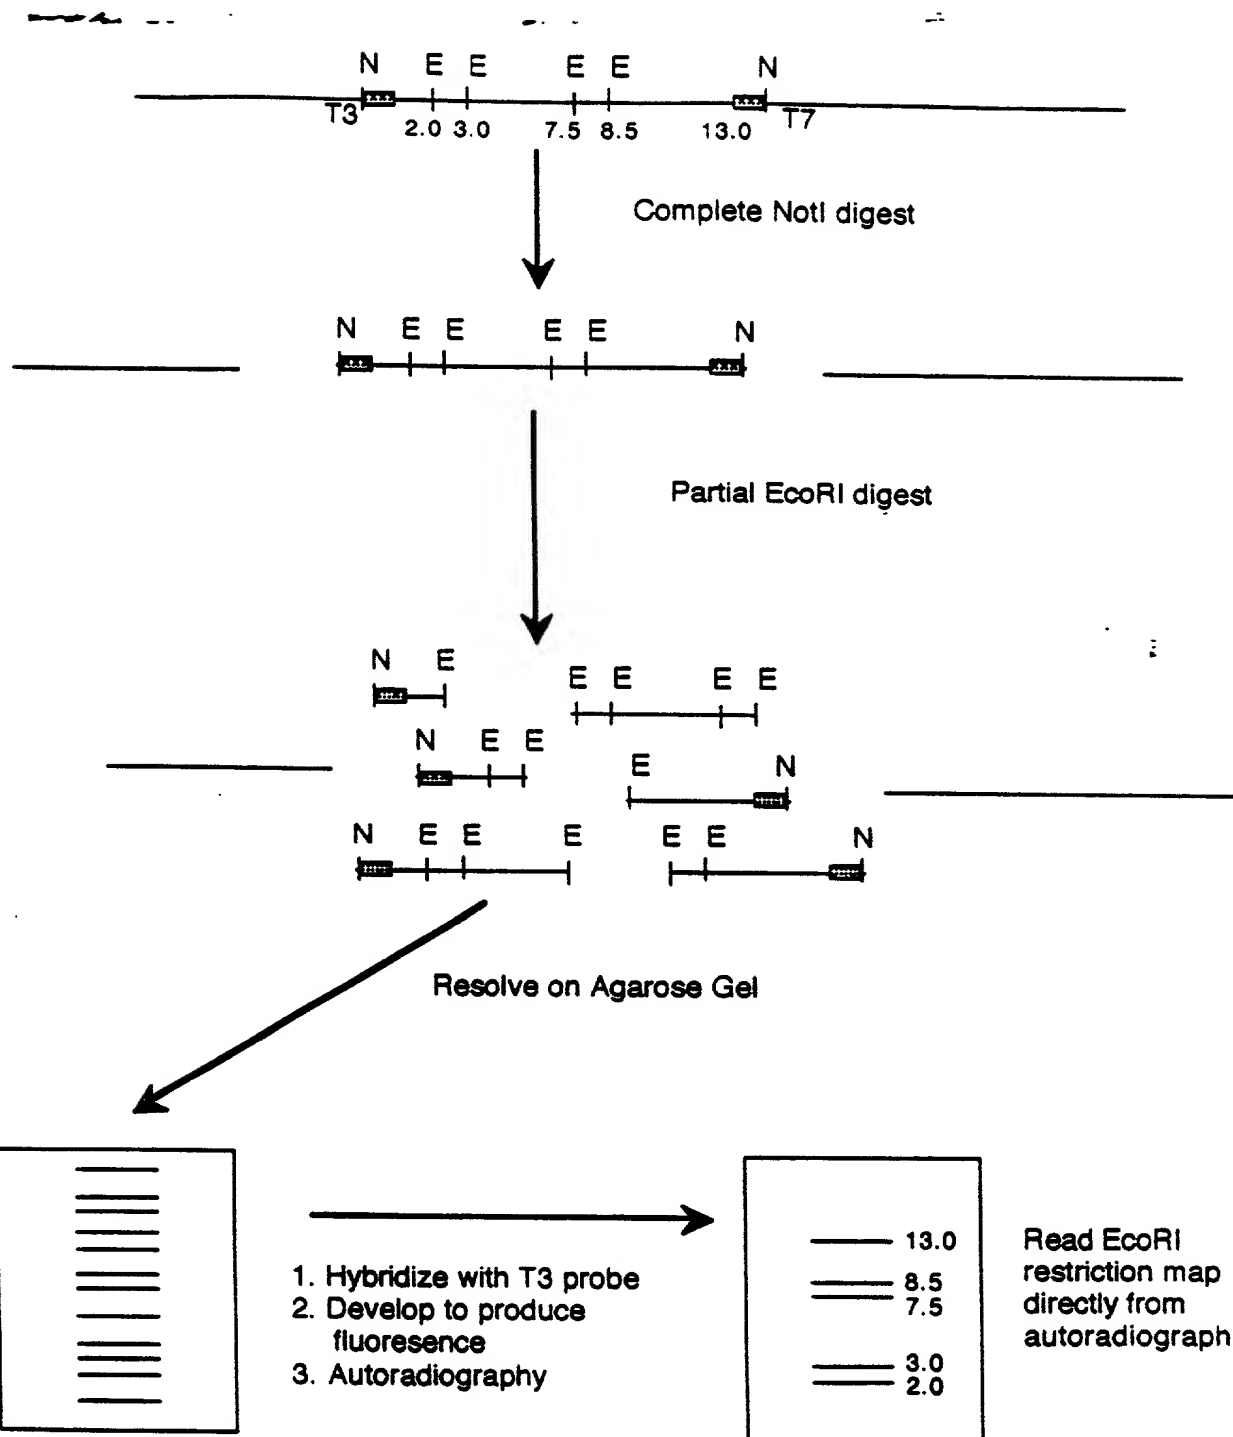 N E E E E N
T3 T7
2.0 3.0 7.5 8.5 13.0
Complete NotI digest
N E E E E N
Partial EcoRI digest
N E
E E E E
N E E
E N
N E E E
E E N
Resolve on Agarose Gel
1. Hybridize with T3 probe
2. Develop to produce
fluoresence
3. Autoradiography
13.0
8.5
7.5
3.0
2.0
Read EcoRI
restriction map
directly from
autoradiograph